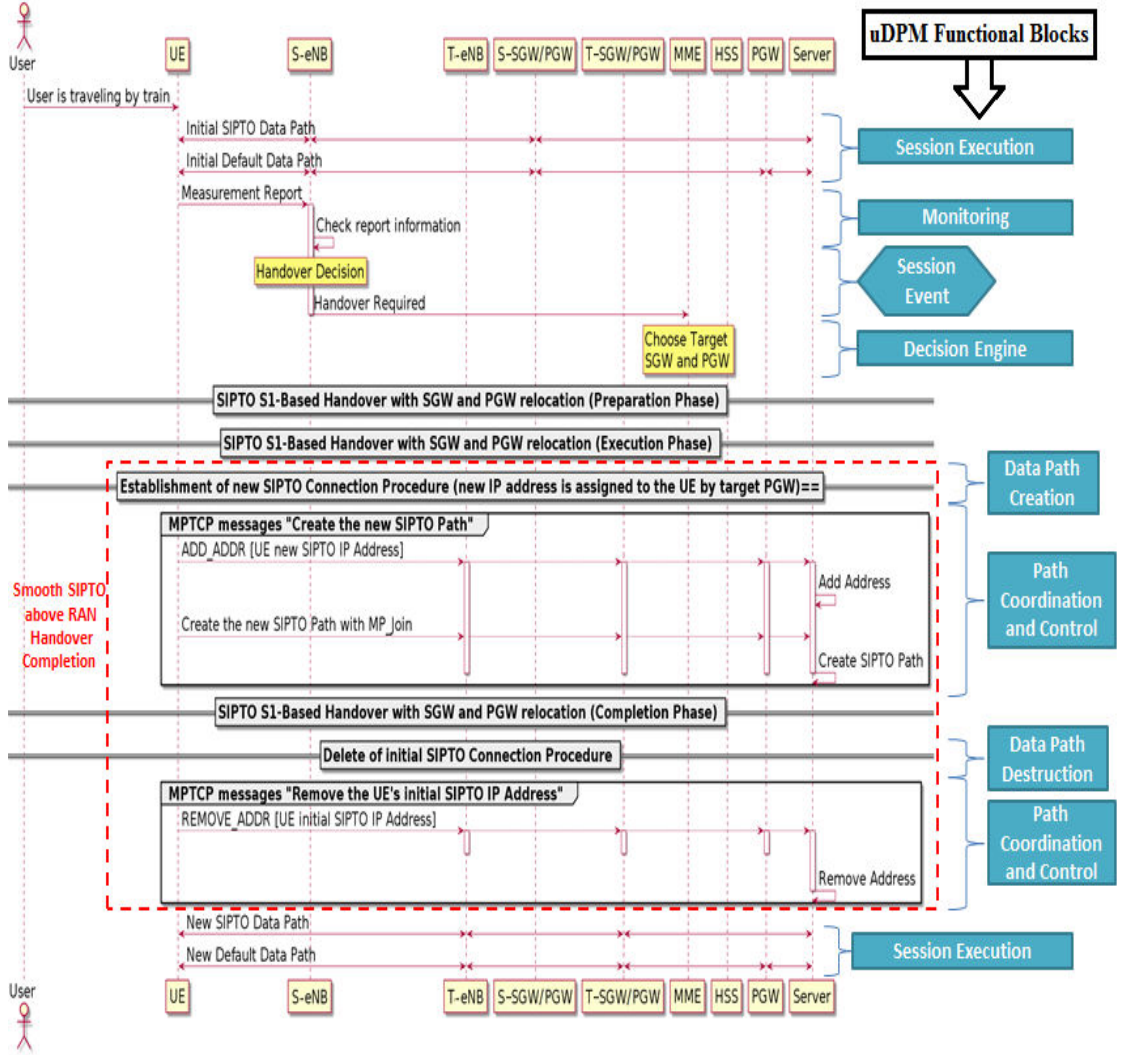 uDPM Functional Blocks
User
UE
S-eNB
T-eNB
S-SGW/PGW
T-SGW/PGW
MME
HSS
PGW
Server
User is traveling by train
Initial SIPTO Data Path
Session Execution
Initial Default Data Path
Measurement Report
Monitoring
Check report information
Handover Decision
Session
Event
Handover Required
Choose Target
SGW and PGW
Decision Engine
SIPTO S1-Based Handover with SGW and PGW relocation (Preparation Phase)
SIPTO S1-Based Handover with SGW and PGW relocation (Execution Phase)
Establishment of new SIPTO Connection Procedure (new IP address is assigned to the UE by target PGW)==
Data Path
Creation
MPTCP messages "Create the new SIPTO Path"
ADD_ADDR [UE new SIPTO IP Address]
Add Address
Smooth SIPTO
above RAN
Handover
Completion
Path
Coordination
and Control
Create the new SIPTO Path with MP_Join
Create SIPTO Path
SIPTO S1-Based Handover with SGW and PGW relocation (Completion Phase)
Delete of initial SIPTO Connection Procedure
Data Path
Destruction
MPTCP messages "Remove the UE's initial SIPTO IP Address"
REMOVE_ADDR [UE initial SIPTO IP Address]
Path
Coordination
and Control
Remove Address
New SIPTO Data Path
New Default Data Path
Session Execution
User
UE
S-eNB
T-eNB
S-SGW/PGW
T-SGW/PGW
MME
HSS
PGW
Server